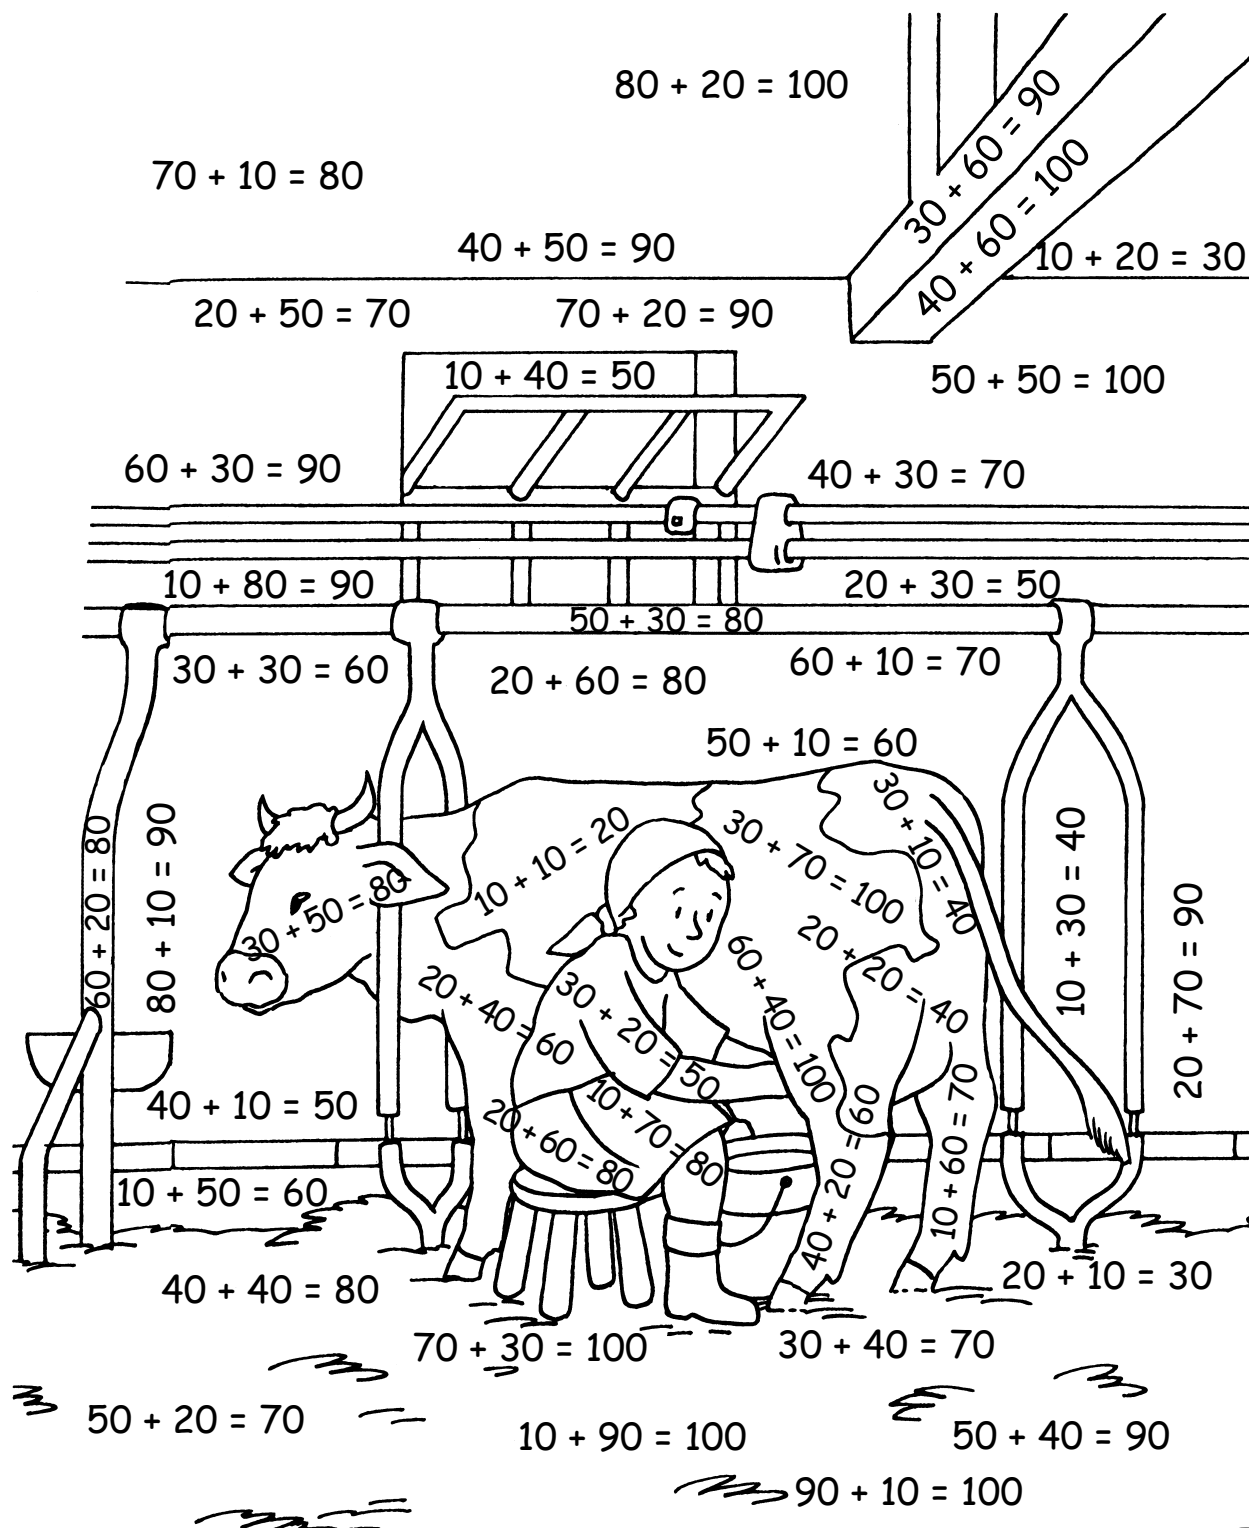 80 + 20 = 100
30 + 60 = 90
70 + 10 = 80
40 + 60 = 100
40 + 50 = 90
10 + 20 = 30
20 + 50 = 70
70 + 20 = 90
10 + 40 = 50
50 + 50 = 100
60 + 30 = 90
40 + 30 = 70
10 + 80 = 90
20 + 30 = 50
50 + 30 = 80
30 + 30 = 60
20 + 60 = 80
60 + 10 = 70
50 + 10 = 60
60 + 20 = 80
80 + 10 = 90
30 + 50 = 80
10 + 10 = 20
30 + 70 = 100
30 + 10 = 40
10 + 30 = 40
20 + 70 = 90
20 + 20 = 40
60 + 40 = 100
20 + 40 = 60
30 + 20 = 50
10 + 70 = 80
20 + 60 = 80
40 + 20 = 60
10 + 60 = 70
40 + 10 = 50
10 + 50 = 60
40 + 40 = 80
20 + 10 = 30
70 + 30 = 100
30 + 40 = 70
50 + 20 = 70
10 + 90 = 100
50 + 40 = 90
90 + 10 = 100